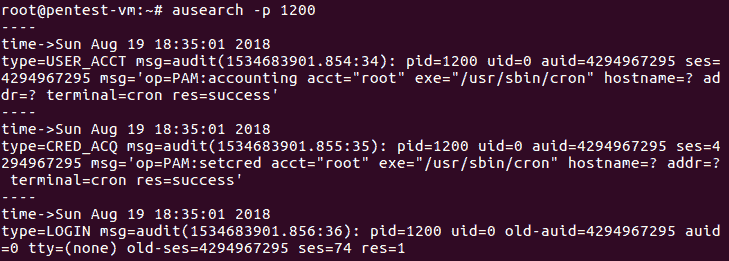 root@pentest-vm:~# ausearch -p 1200
----
time->Sun Aug 19 18:35:01 2018
type=USER_ACCT msg=audit(1534683901.854:34): pid=1200 uid=0 auid=4294967295 ses=
4294967295 msg='op=PAM:accounting acct="root" exe="/usr/sbin/cron" hostname=? ad
dr=? terminal=cron res=success'
----
time->Sun Aug 19 18:35:01 2018
type=CRED_ACQ msg=audit(1534683901.855:35): pid=1200 uid=0 auid=4294967295 ses=4
294967295 msg='op=PAM:setcred acct="root" exe="/usr/sbin/cron" hostname=? addr=?
 terminal=cron res=success'
----
time->Sun Aug 19 18:35:01 2018
type=LOGIN msg=audit(1534683901.856:36): pid=1200 uid=0 old-auid=4294967295 auid
=0 tty=(none) old-ses=4294967295 ses=74 res=1